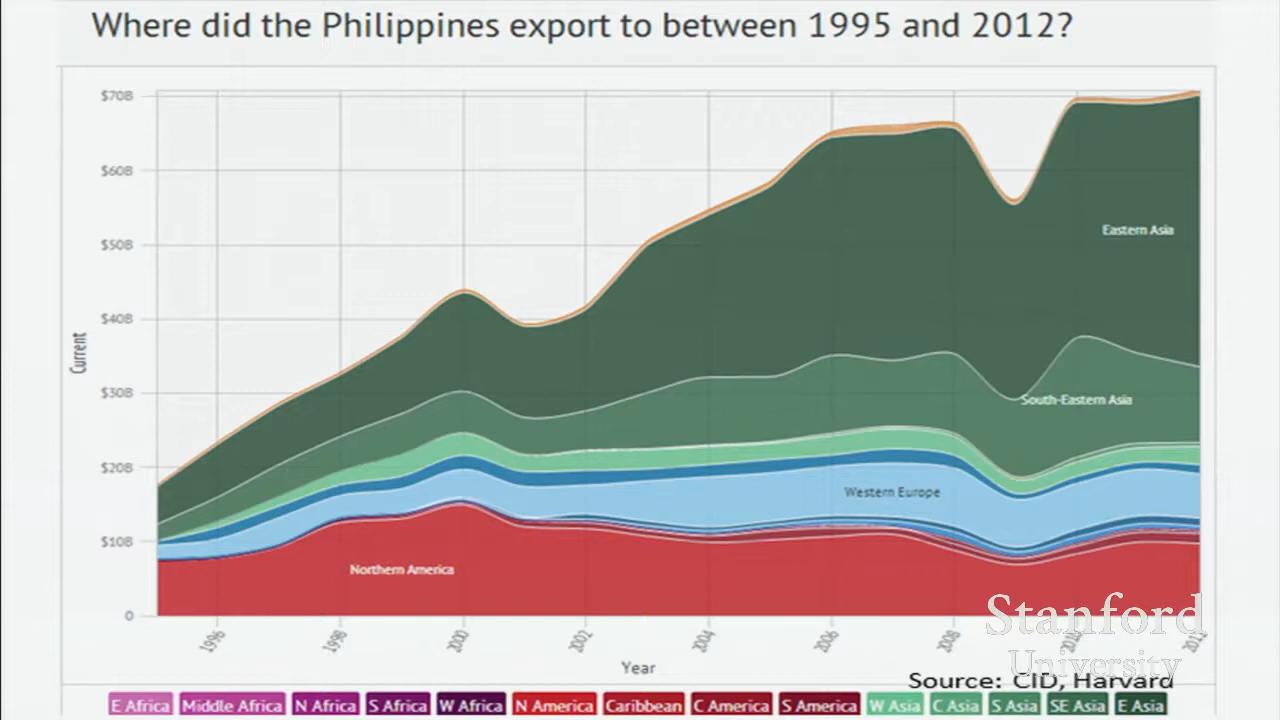 Where did the Philippines export to between 1995 and 2012?
$70B
$60B
$50B
$40B
$30B
$20B
$10B
0
Current
Eastern Asia
South-Eastern Asia
Western Europe
Northern America
1996
1998
2000
2002
2004
2006
2008
2010
2012
Year
Stanford
University
Source: CID, Harvard
E Africa Middle Africa N Africa S Africa W Africa N America Caribbean C America S America W Asia C Asia S Asia SE Asia E Asia